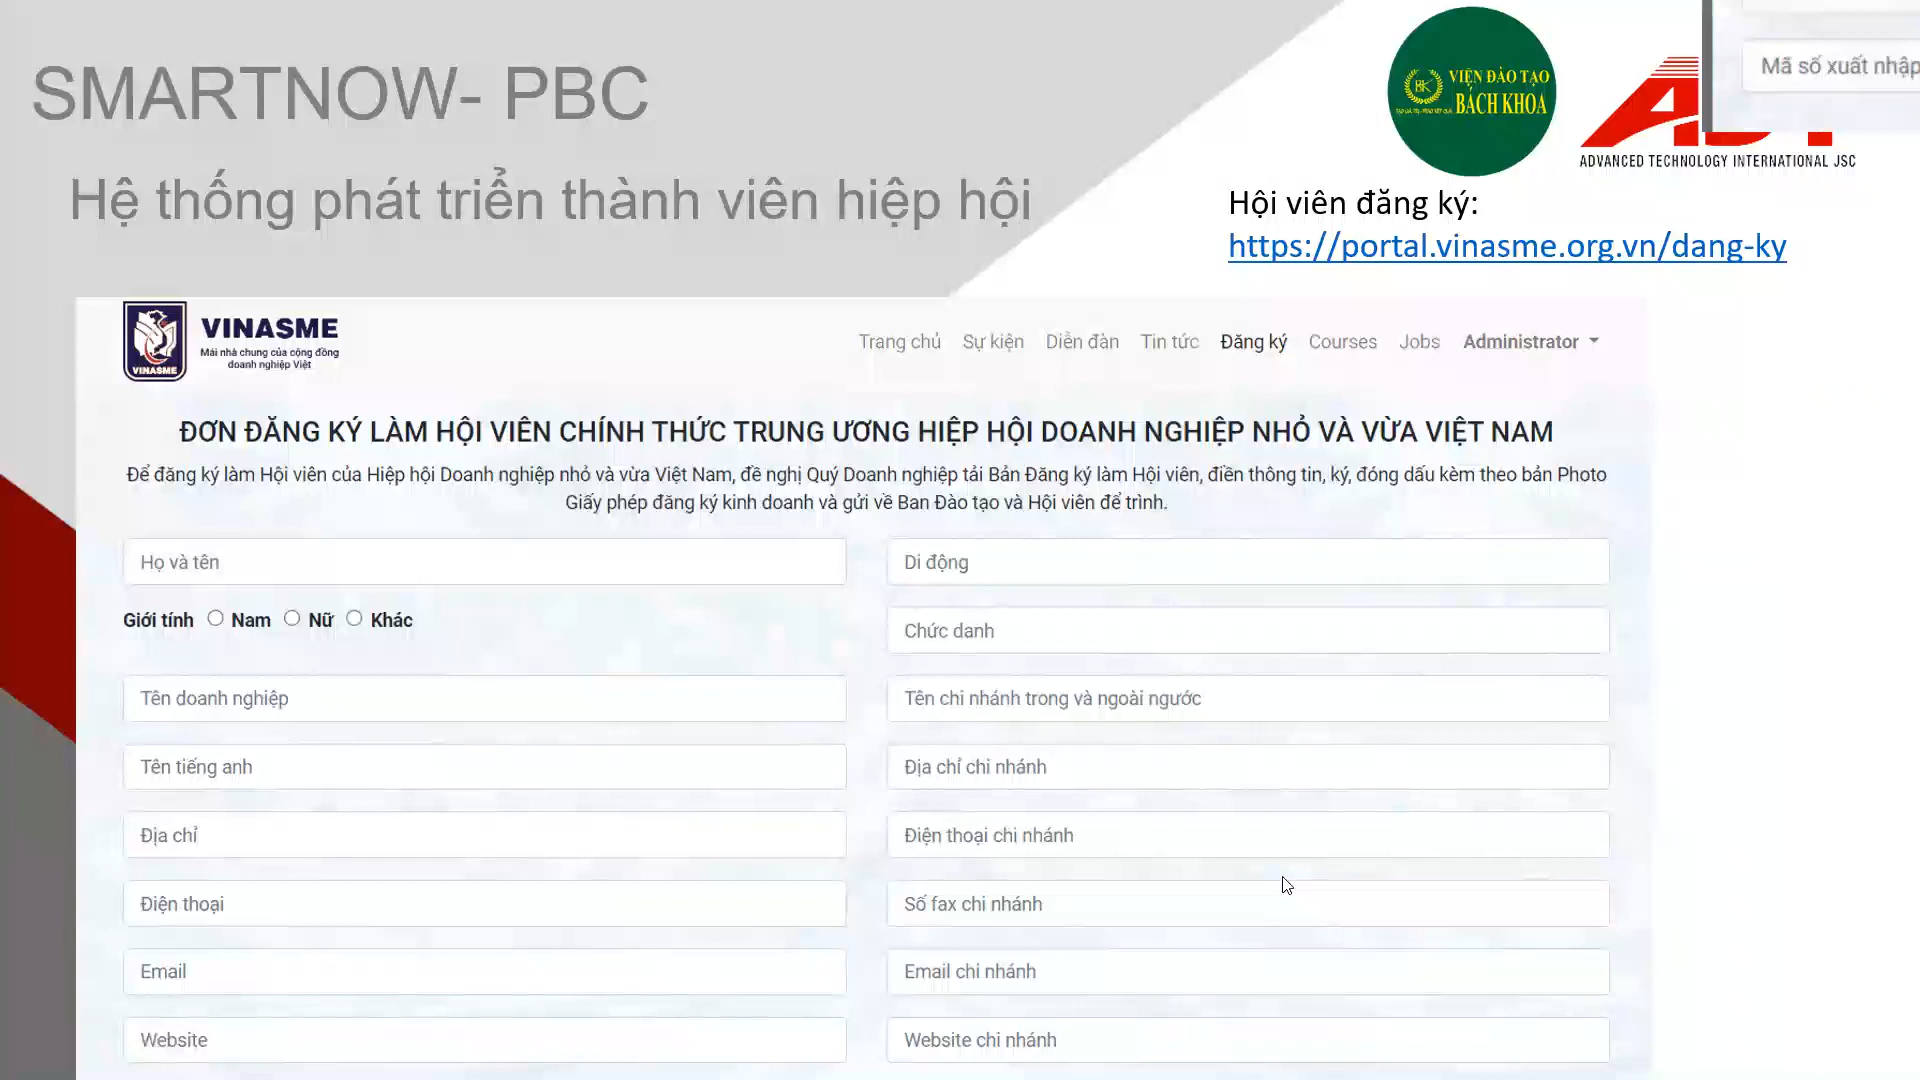 SMARTNOW- PBC
Hệ thống phát triển thành viên hiệp hội
VIỆN ĐÀO TẠO
BÁCH KHOA
BK
ADVANCED TECHNOLOGY INTERNATIONAL JSC
Mã số xuất nhập
Hội viên đăng ký:
https://portal.vinasme.org.vn/dang-ky
VINASME
Mái nhà chung của cộng đồng
doanh nghiệp Việt
VINASME
Trang chủ Sự kiện Diễn đàn Tin tức Đăng ký Courses Jobs Administrator
ĐƠN ĐĂNG KÝ LÀM HỘI VIÊN CHÍNH THỨC TRUNG ƯƠNG HIỆP HỘI DOANH NGHIỆP NHỎ VÀ VỪA VIỆT NAM
Để đăng ký làm Hội viên của Hiệp hội Doanh nghiệp nhỏ và vừa Việt Nam, đề nghị Quý Doanh nghiệp tải Bản Đăng ký làm Hội viên, điền thông tin, ký, đóng dấu kèm theo bản Photo
Giấy phép đăng ký kinh doanh và gửi về Ban Đào tạo và Hội viên để trình.
Họ và tên
Di động
Giới tính Nam Nữ Khác
Chức danh
Tên doanh nghiệp
Tên chi nhánh trong và ngoài ngước
Tên tiếng anh
Địa chỉ chi nhánh
Địa chỉ
Điện thoại chi nhánh
Điện thoại
Số fax chi nhánh
Email
Email chi nhánh
Website
Website chi nhánh